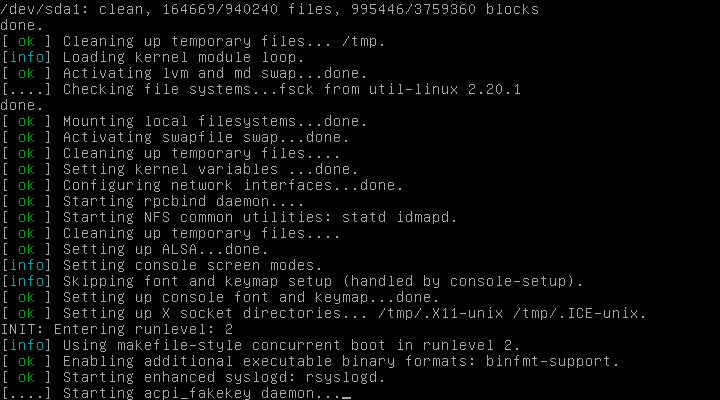 /dev/sda1: clean, 164669/940240 files, 995446/3759360 blocks
done.
[ ok ] Cleaning up temporary files... /tmp.
[info] Loading kernel module loop.
[ ok ] Activating lvm and md swap...done.
[....] Checking file systems...fsck from util-linux 2.20.1
done.
[ ok ] Mounting local filesystems...done.
[ ok ] Activating swapfile swap...done.
[ ok ] Cleaning up temporary files....
[ ok ] Setting kernel variables ...done.
[ ok ] Configuring network interfaces...done.
[ ok ] Starting rpcbind daemon....
[ ok ] Starting NFS common utilities: statd idmapd.
[ ok ] Cleaning up temporary files....
[ ok ] Setting up ALSA...done.
[info] Setting console screen modes.
[info] Skipping font and keymap setup (handled by console-setup).
[ ok ] Setting up console font and keymap...done.
[ ok ] Setting up X socket directories... /tmp/.X11-unix /tmp/.ICE-unix.
INIT: Entering runlevel: 2
[info] Using makefile-style concurrent boot in runlevel 2.
[ ok ] Enabling additional executable binary formats: binfmt-support.
[ ok ] Starting enhanced syslogd: rsyslogd.
[....] Starting acpi_fakekey daemon..._